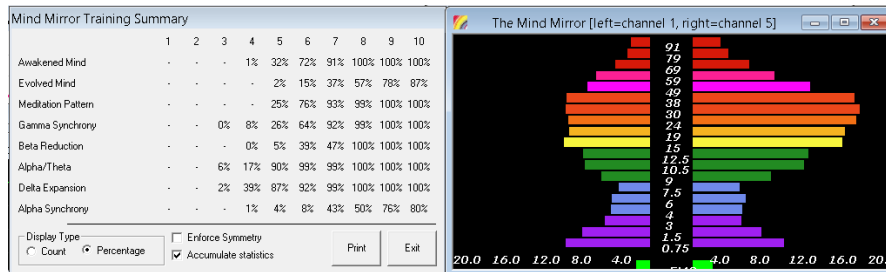 Mind Mirror Training Summary
1 2 3 4 5 6 7 8 9 10
Awakened Mind - - - 1% 32% 72% 91% 100% 100% 100%
Evolved Mind - - - - 2% 15% 37% 57% 78% 87%
Meditation Pattern - - - - 25% 76% 93% 99% 100% 100%
Gamma Synchrony - - 0% 8% 26% 64% 92% 99% 100% 100%
Beta Reduction - - - 0% 5% 39% 47% 100% 100% 100%
Alpha/Theta - - 6% 17% 90% 99% 99% 100% 100% 100%
Delta Expansion - - 2% 39% 87% 92% 99% 100% 100% 100%
Alpha Synchrony - - - 1% 4% 8% 43% 50% 76% 80%
Display Type
Count Percentage
Enforce Symmetry
Accumulate statistics
Print Exit
The Mind Mirror [left=channel 1, right=channel 5]
91
79
69
59
49
38
30
24
19
15
12.5
10.5
9
7.5
6
4
3
1.5
0.75
20.0 16.0 12.0 8.0 4.0 4.0 8.0 12.0 16.0 20.